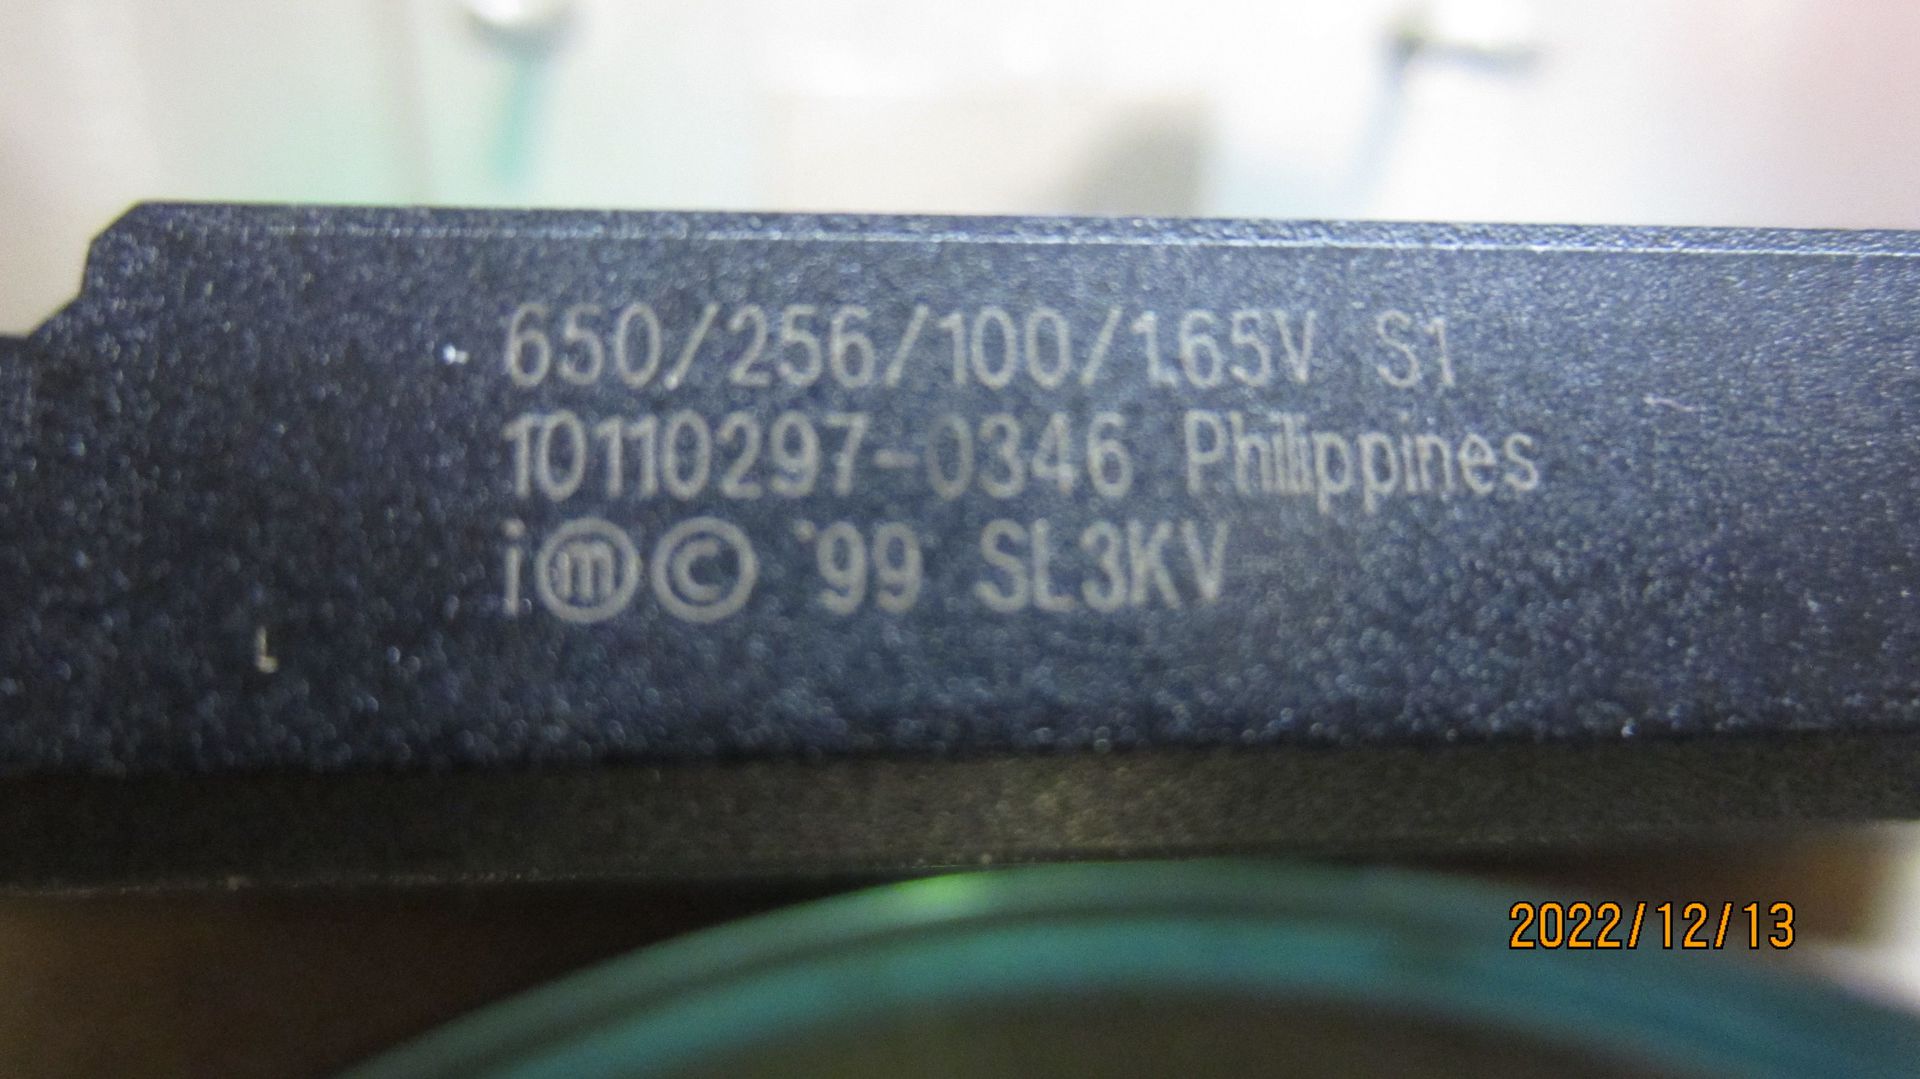 650/256/100/1.65V S1
10110297-0346 Philippines
i ⓜ © '99 SL3KV
L
2022/12/13